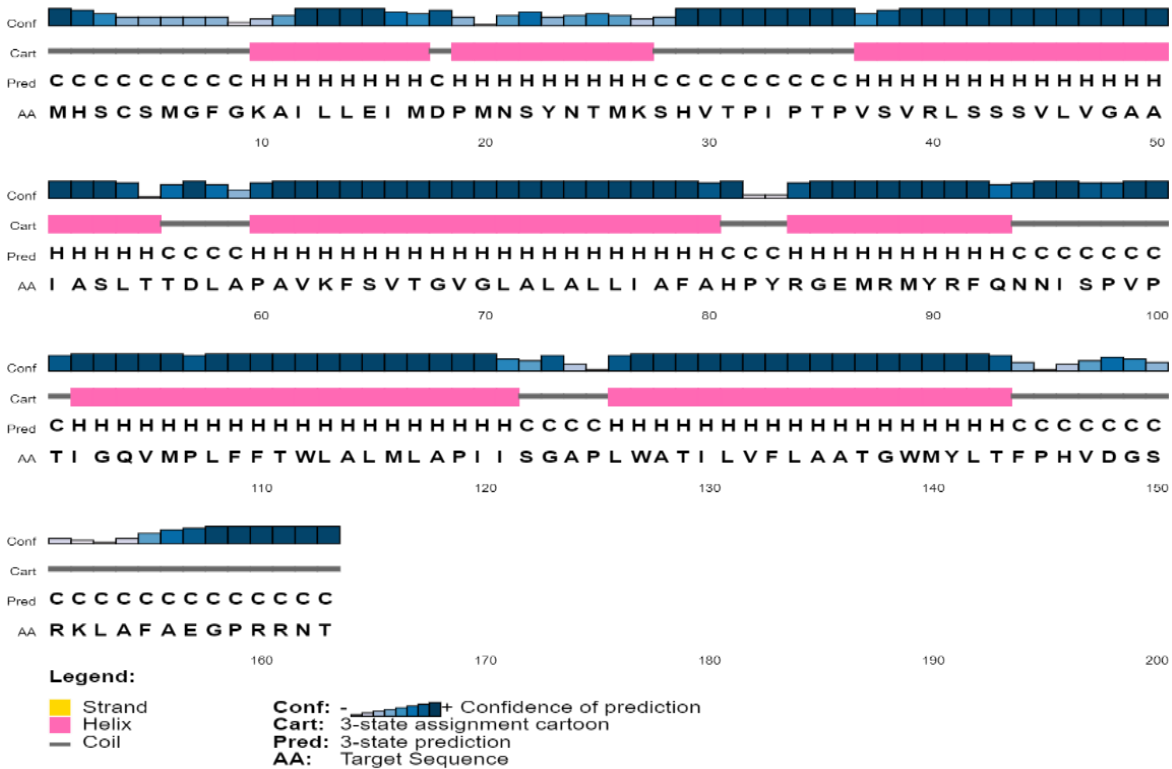 Conf
Cart
Pred C C C C C C C C C H H H H H H H H C H H H H H H H H H C C C C C C C C C H H H H H H H H H H H H H H
AA M H S C S M G F G K A I L L E I M D P M N S Y N T M K S H V T P I P T P V S V R L S S S V L V G A A
10 20 30 40 50
Conf
Cart
Pred H H H H H C C C C H H H H H H H H H H H H H H H H H H H H H C C C H H H H H H H H H H C C C C C C C
AA I A S L T T D L A P A V K F S V T G V G L A L A L L I A F A H P Y R G E M R M Y R F Q N N I S P V P
60 70 80 90 100
Conf
Cart
Pred C H H H H H H H H H H H H H H H H H H H H C C C C H H H H H H H H H H H H H H H H H H C C C C C C C
AA T I G Q V M P L F F T W L A L M L A P I I S G A P L W A T I L V F L A A T G W M Y L T F P H V D G S
110 120 130 140 150
Conf
Cart
Pred C C C C C C C C C C C C C
AA R K L A F A E G P R R N T
160 170 180 190 200
Legend:
Strand
Helix
Coil
Conf: - + Confidence of prediction
Cart: 3-state assignment cartoon
Pred: 3-state prediction
AA: Target Sequence